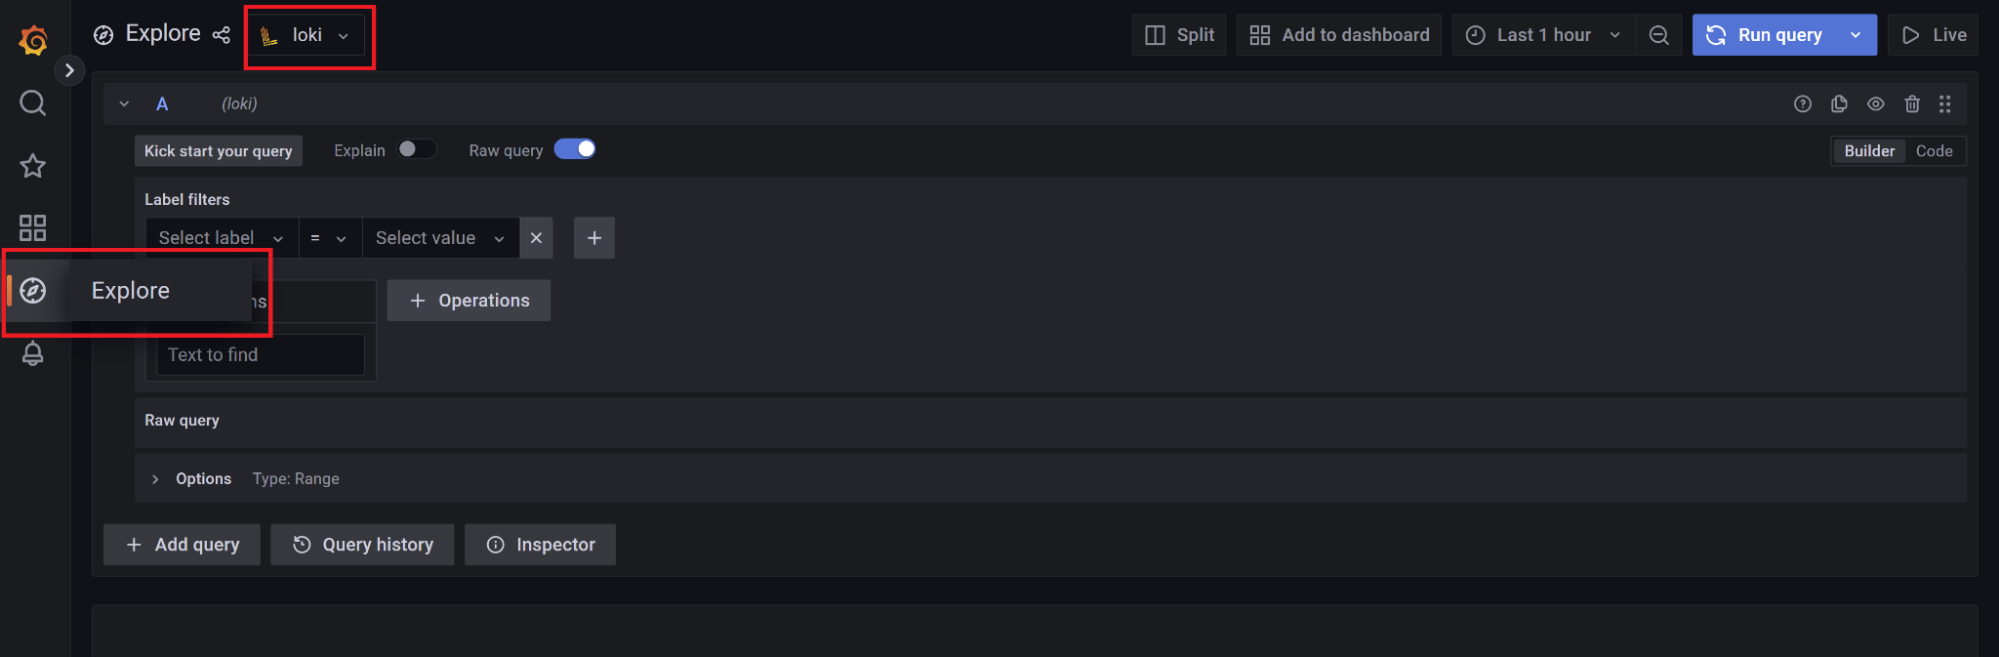 Explore loki Split Add to dashboard Last 1 hour Run query Live
A (loki)
Kick start your query Explain Raw query Builder Code
Label filters
Select label = Select value
Explore ns + Operations
Text to find
Raw query
Options Type: Range
+ Add query Query history Inspector